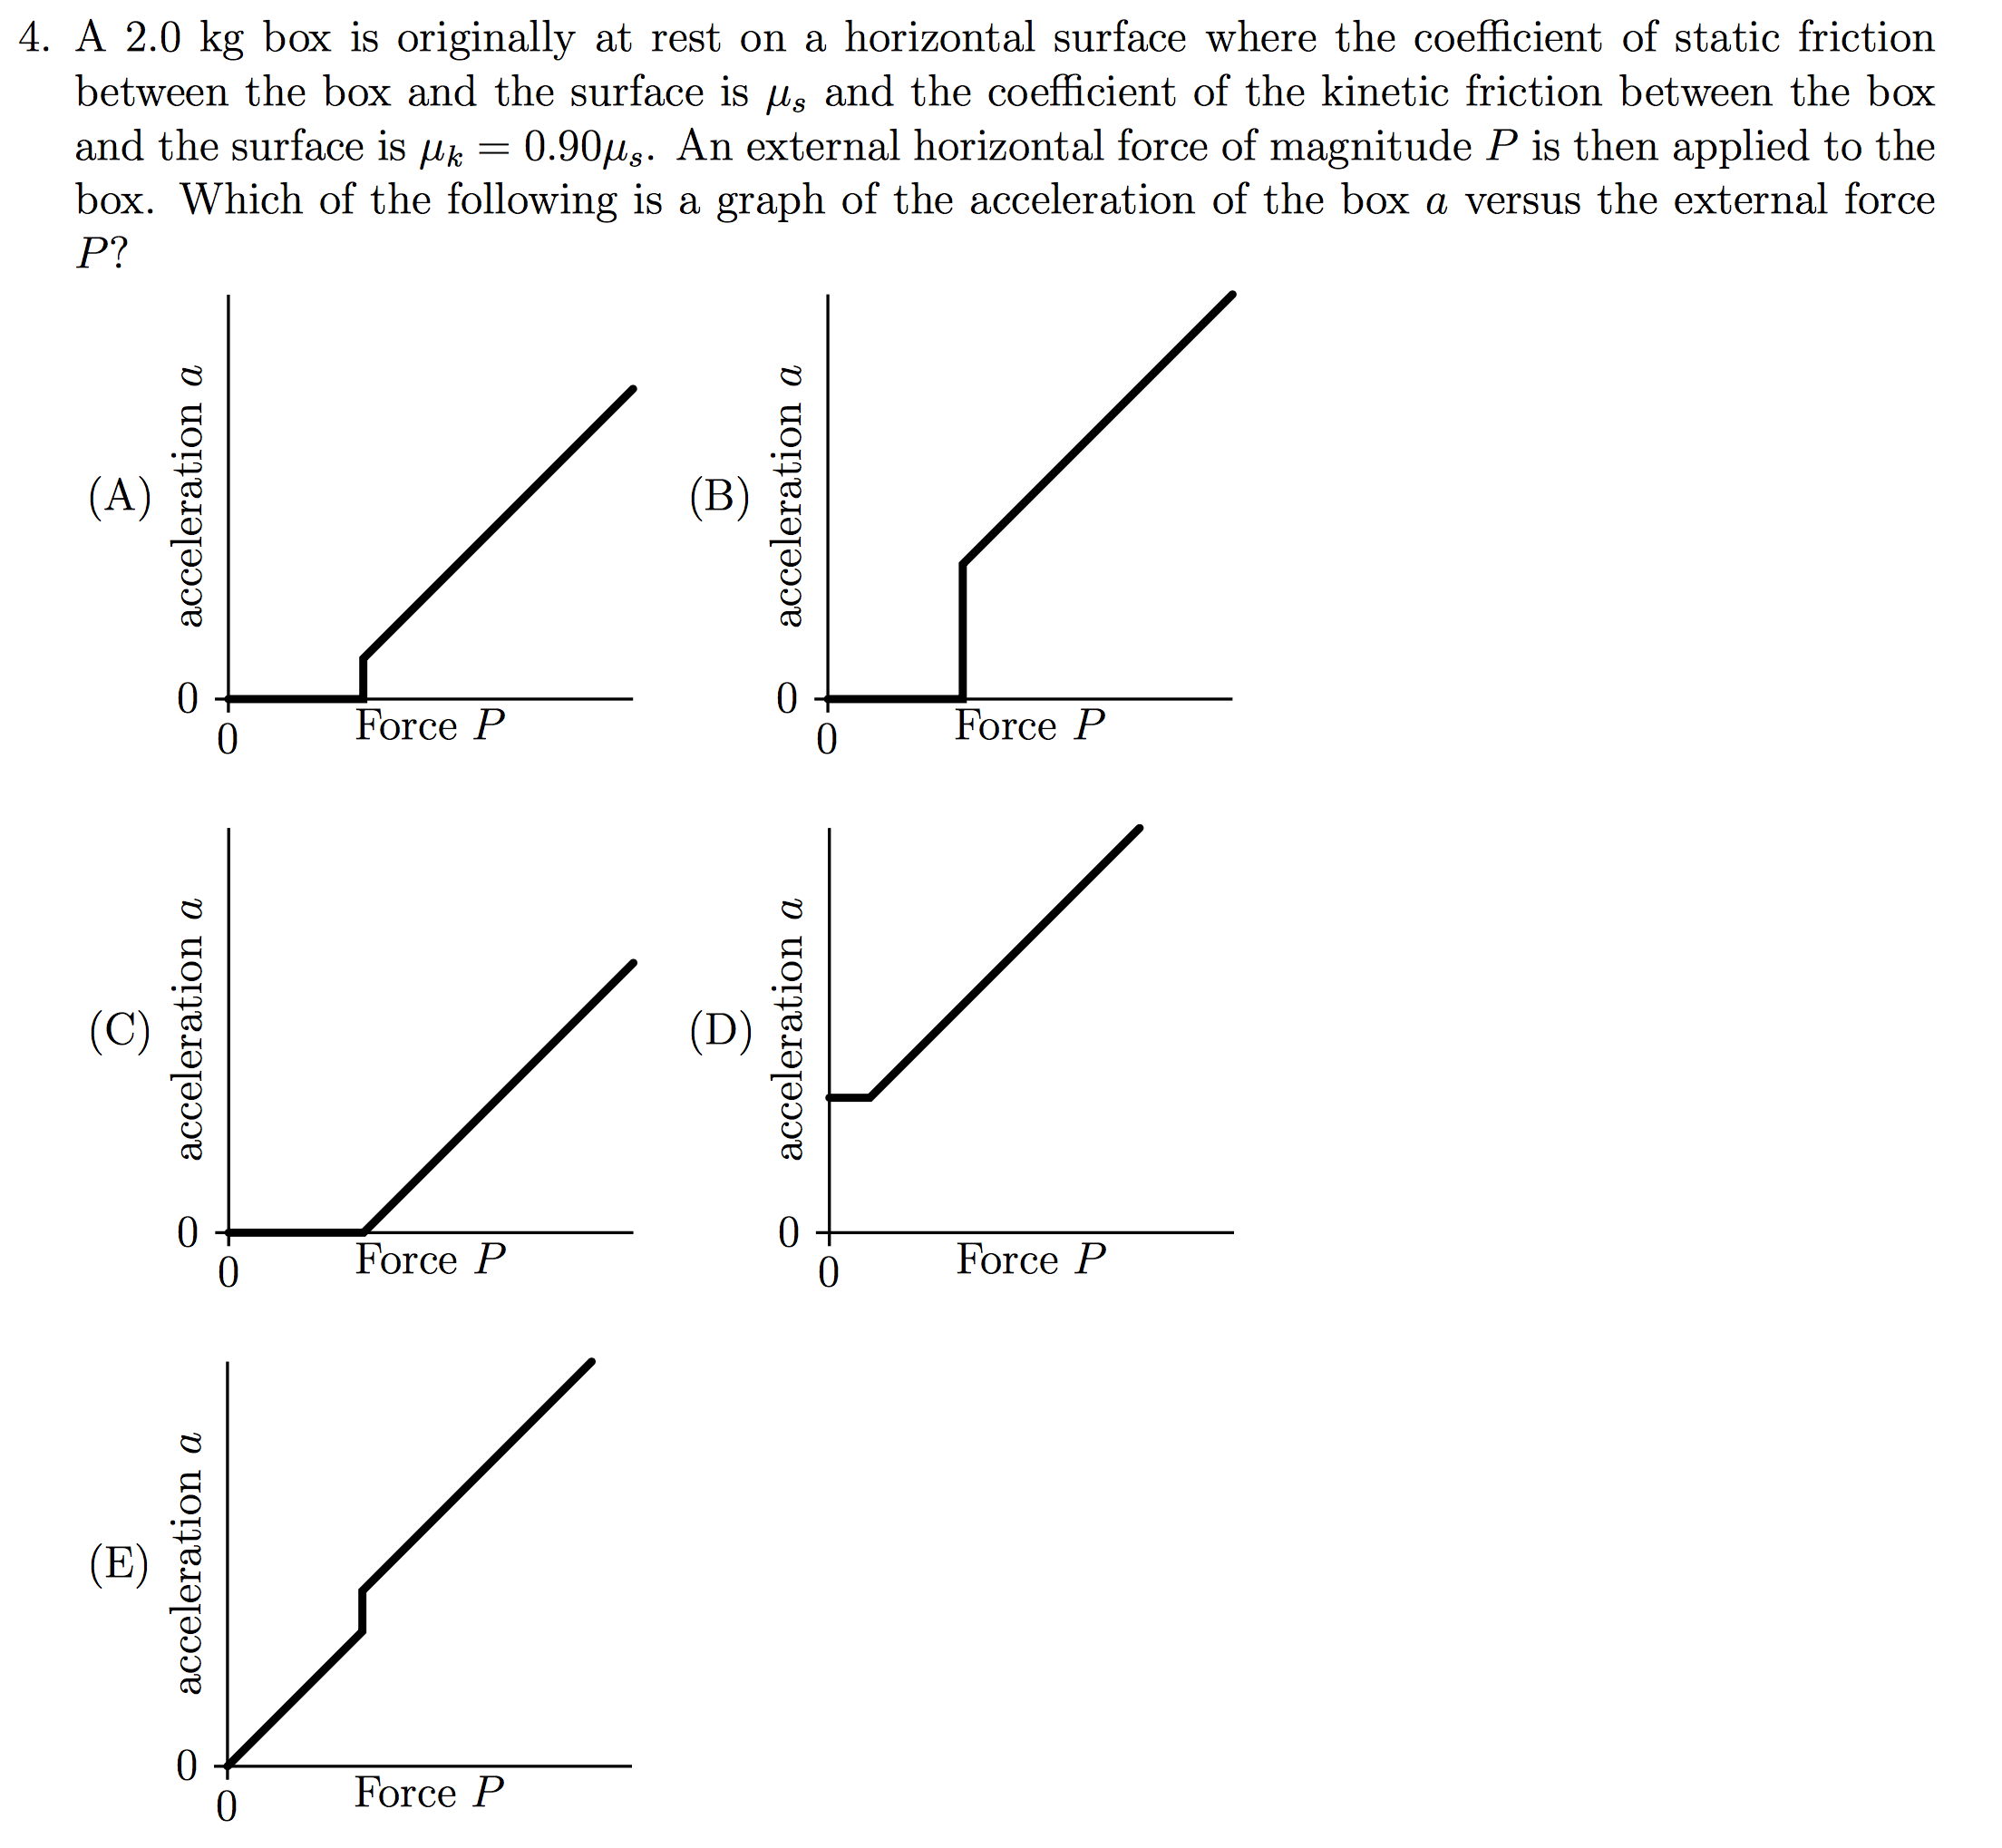 4. A 2.0 kg box is originally at rest on a horizontal surface where the coefficient of static friction
between the box and the surface is μₛ and the coefficient of the kinetic friction between the box
and the surface is μₖ = 0.90μₛ. An external horizontal force of magnitude P is then applied to the
box. Which of the following is a graph of the acceleration of the box a versus the external force
P?
(A)
acceleration a
0
0
Force P
(B)
acceleration a
0
0
Force P
(C)
acceleration a
0
0
Force P
(D)
acceleration a
0
0
Force P
(E)
acceleration a
0
0
Force P